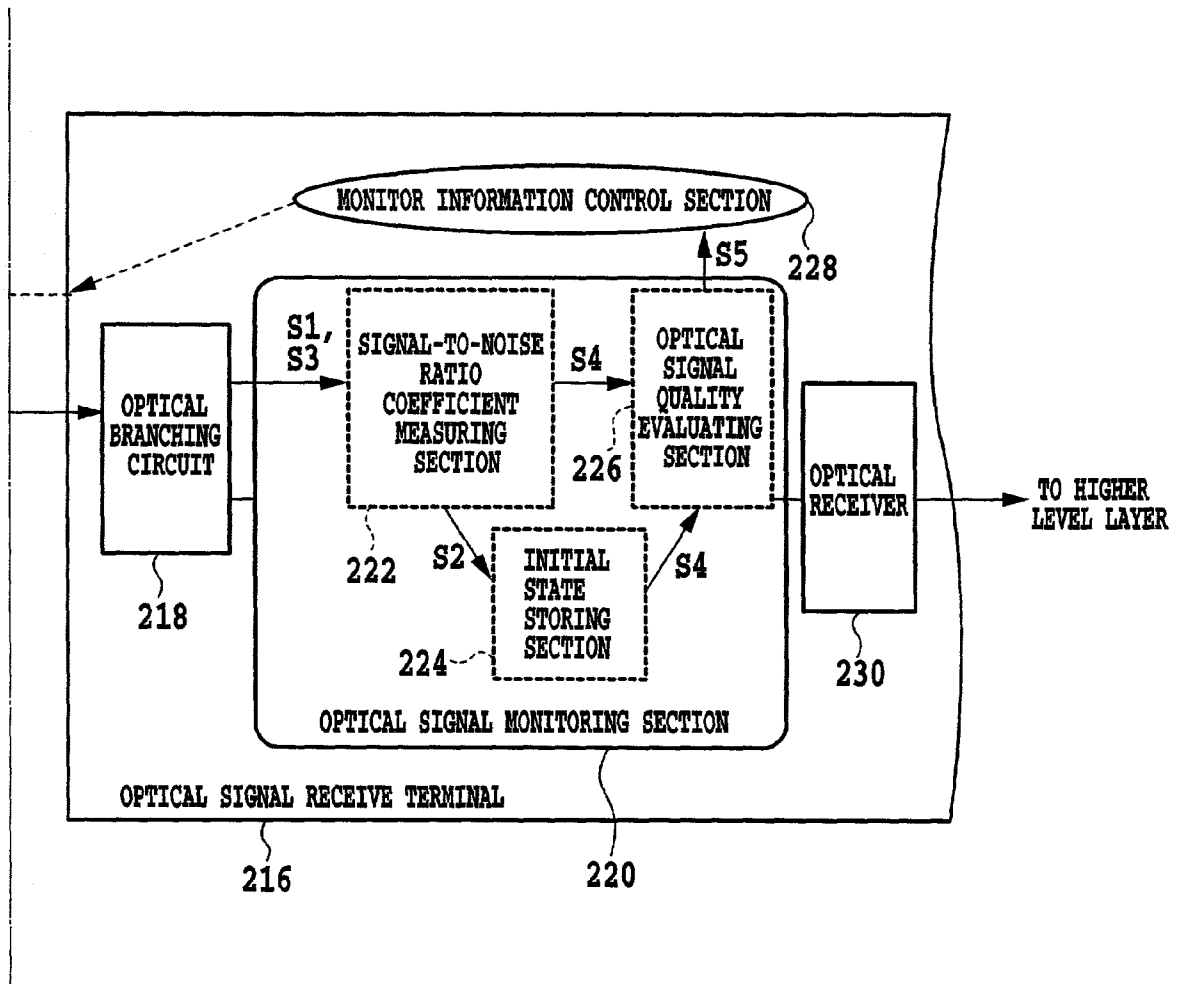 MONITOR INFORMATION CONTROL SECTION
S5
228
S1,
S3
SIGNAL-TO-NOISE
RATIO
COEFFICIENT
MEASURING
SECTION
S4
OPTICAL
SIGNAL
QUALITY
EVALUATING
SECTION
226
OPTICAL
BRANCHING
CIRCUIT
218
222
S2
INITIAL
STATE
STORING
SECTION
224
S4
OPTICAL
RECEIVER
230
TO HIGHER
LEVEL LAYER
OPTICAL SIGNAL MONITORING SECTION
OPTICAL SIGNAL RECEIVE TERMINAL
216
220